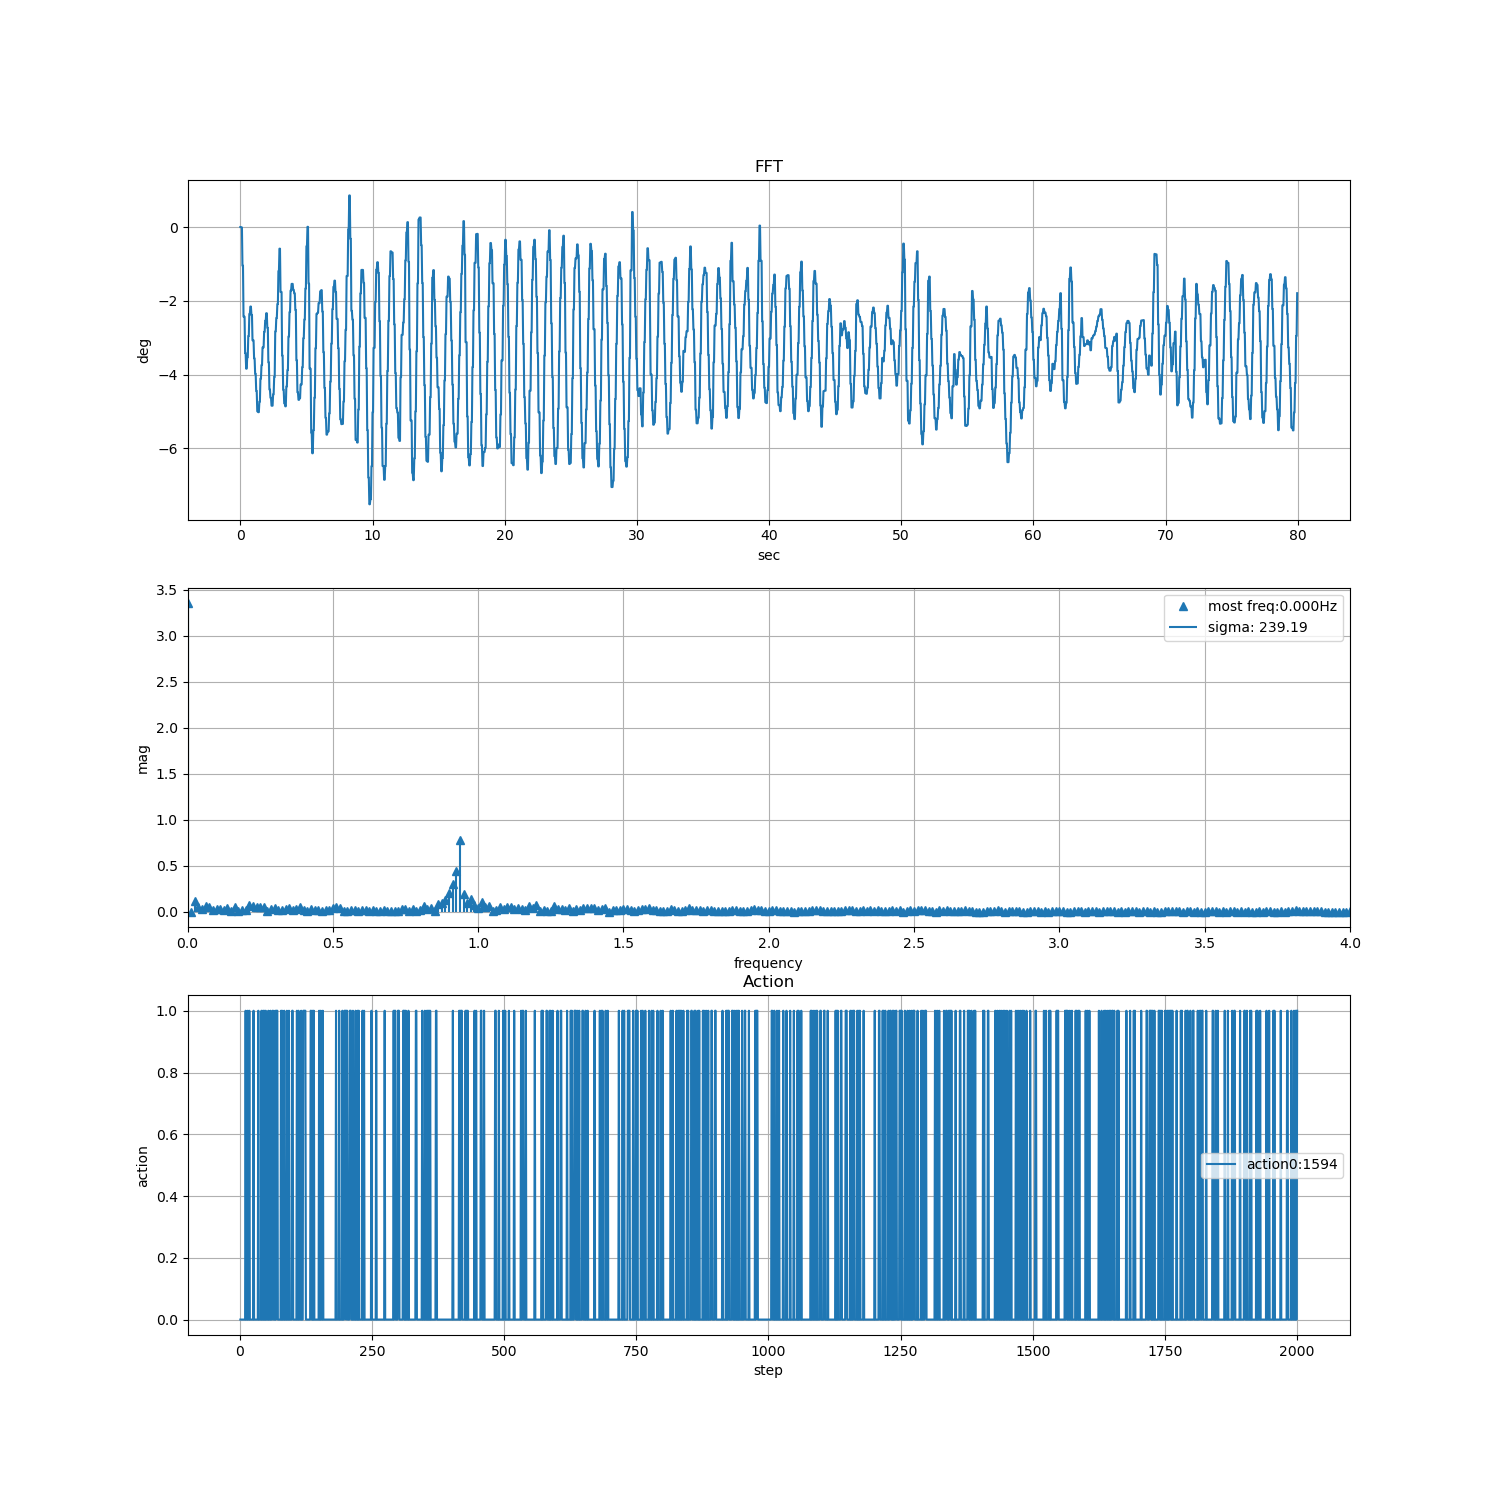 FFT
0
−2
−4
−6
deg
0 10 20 30 40 50 60 70 80
sec
3.5
3.0
2.5
2.0
1.5
1.0
0.5
0.0
mag
most freq:0.000Hz
sigma: 239.19
0.0 0.5 1.0 1.5 2.0 2.5 3.0 3.5 4.0
frequency
Action
1.0
0.8
0.6
0.4
0.2
0.0
action
action0:1594
0 250 500 750 1000 1250 1500 1750 2000
step